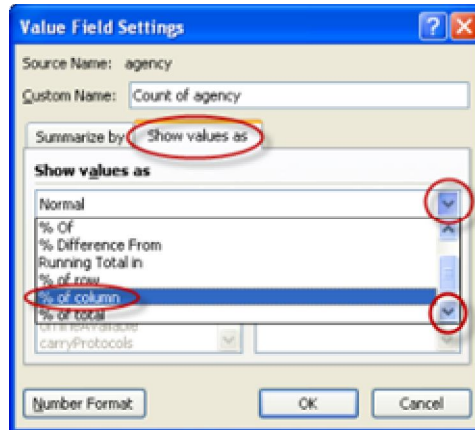 Value Field Settings
Source Name: agency
Custom Name: Count of agency
Summarize by Show values as
Show values as
Normal
% Of
% Difference From
Running Total in
% of row
% of column
% of total
carryProtocols
Number Format OK Cancel